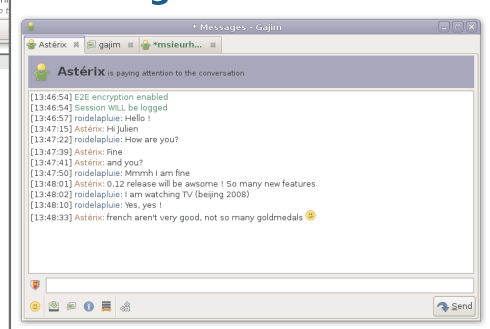 * Messages - Gajim
Astérix
gajim
*msieurh...
Astérix is paying attention to the conversation
[13:46:54] E2E encryption enabled
[13:46:54] Session WILL be logged
[13:46:57] roidelapluie: Hello !
[13:47:15] Astérix: Hi Julien
[13:47:22] roidelapluie: How are you?
[13:47:39] Astérix: Fine
[13:47:41] Astérix: and you?
[13:47:50] roidelapluie: Mmmh I am fine
[13:48:01] Astérix: 0.12 release will be awsome ! So many new features
[13:48:02] roidelapluie: I am watching TV (beijing 2008)
[13:48:10] roidelapluie: Yes, yes !
[13:48:33] Astérix: french aren't very good, not so many goldmedals
Send